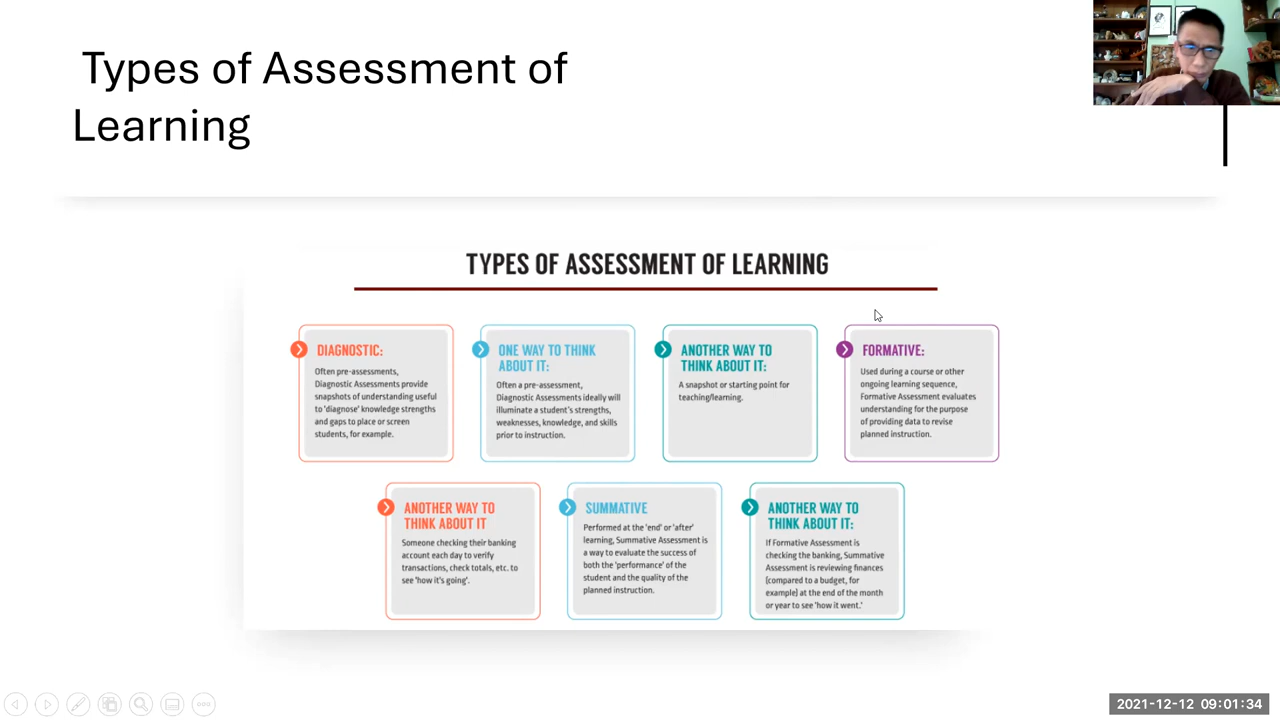 Types of Assessment of
Learning
TYPES OF ASSESSMENT OF LEARNING
DIAGNOSTIC:
Often pre-assessments,
Diagnostic Assessments provide
snapshots of understanding useful
to 'diagnose' knowledge strengths
and gaps to place or screen
students, for example.
ONE WAY TO THINK
ABOUT IT:
Often a pre-assessment,
Diagnostic Assessments ideally will
illuminate a student's strengths,
weaknesses, knowledge, and skills
prior to instruction.
ANOTHER WAY TO
THINK ABOUT IT:
A snapshot or starting point for
teaching/learning.
FORMATIVE:
Used during a course or other
ongoing learning sequence,
Formative Assessment evaluates
understanding for the purpose
of providing data to revise
planned instruction.
ANOTHER WAY TO
THINK ABOUT IT
Someone checking their banking
account each day to verify
transactions, check totals, etc. to
see 'how it's going'.
SUMMATIVE
Performed at the 'end' or 'after'
learning, Summative Assessment is
a way to evaluate the success of
both the 'performance' of the
student and the quality of the
planned instruction.
ANOTHER WAY TO
THINK ABOUT IT:
If Formative Assessment is
checking the banking, Summative
Assessment is reviewing finances
(compared to a budget, for
example) at the end of the month
or year to see 'how it went.'
2021-12-12 09:01:34